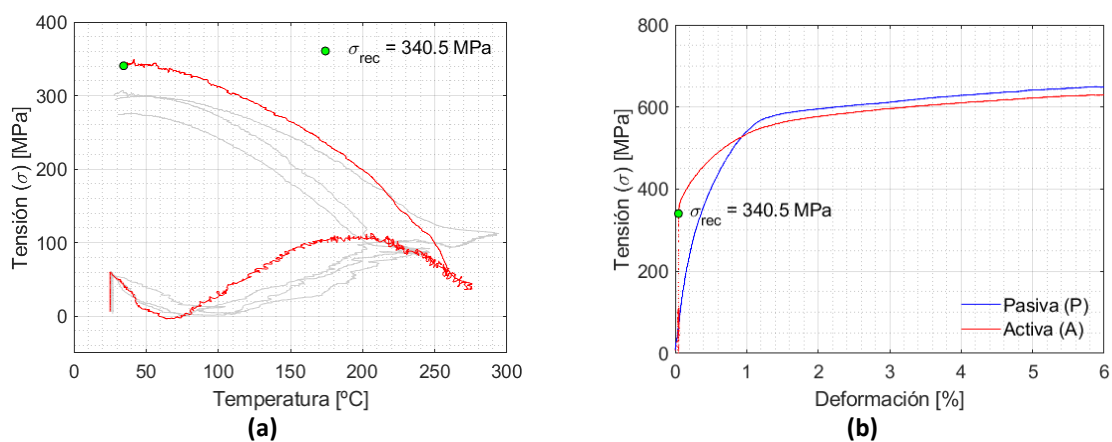 400
300
200
100
0
Tensión (σ) [MPa]
σrec = 340.5 MPa
0
50
100
150
200
250
300
Temperatura [ºC]
(a)
800
600
400
200
0
Tensión (σ) [MPa]
σrec = 340.5 MPa
Pasiva (P)
Activa (A)
0
1
2
3
4
5
6
Deformación [%]
(b)